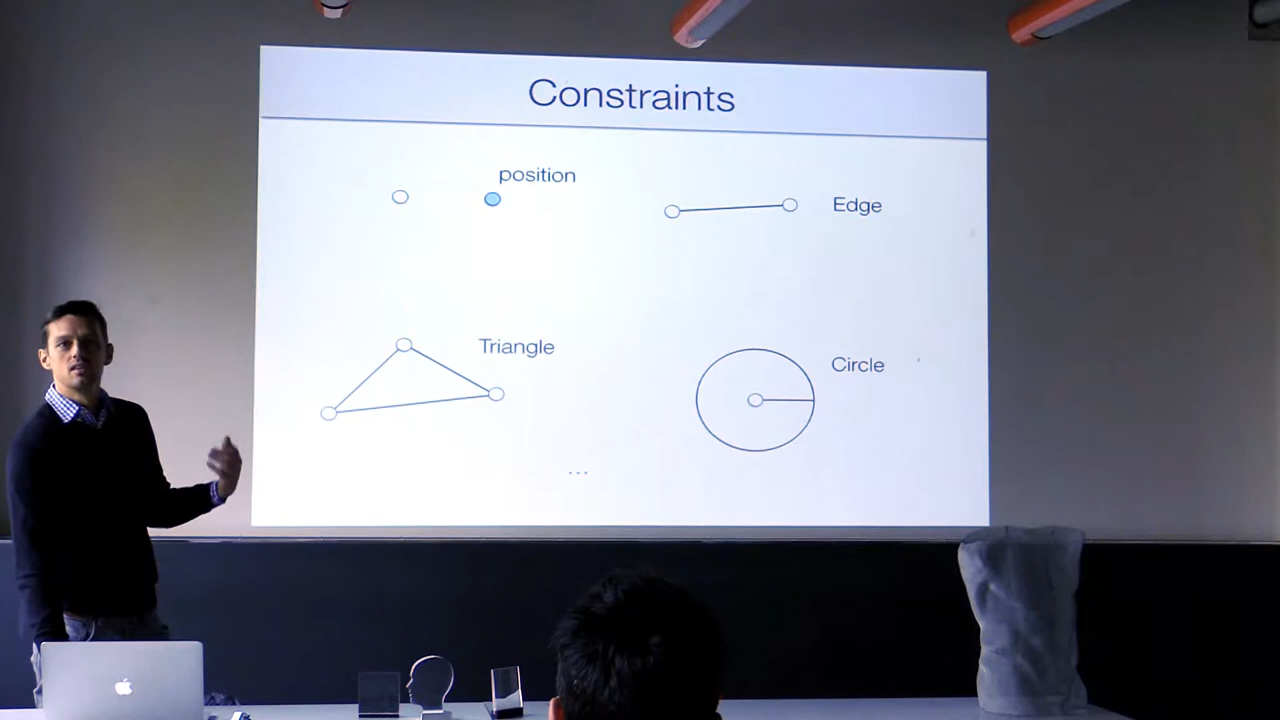 Constraints
position
Edge
Triangle
Circle
...